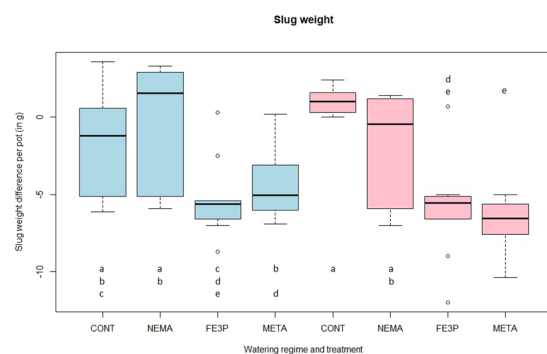 Slug weight
Slug weight difference per pot (in g)
0
-5
-10
d
e
e
a a c b a a
b b d b
c e d
CONT NEMA FE3P META CONT NEMA FE3P META
Watering regime and treatment